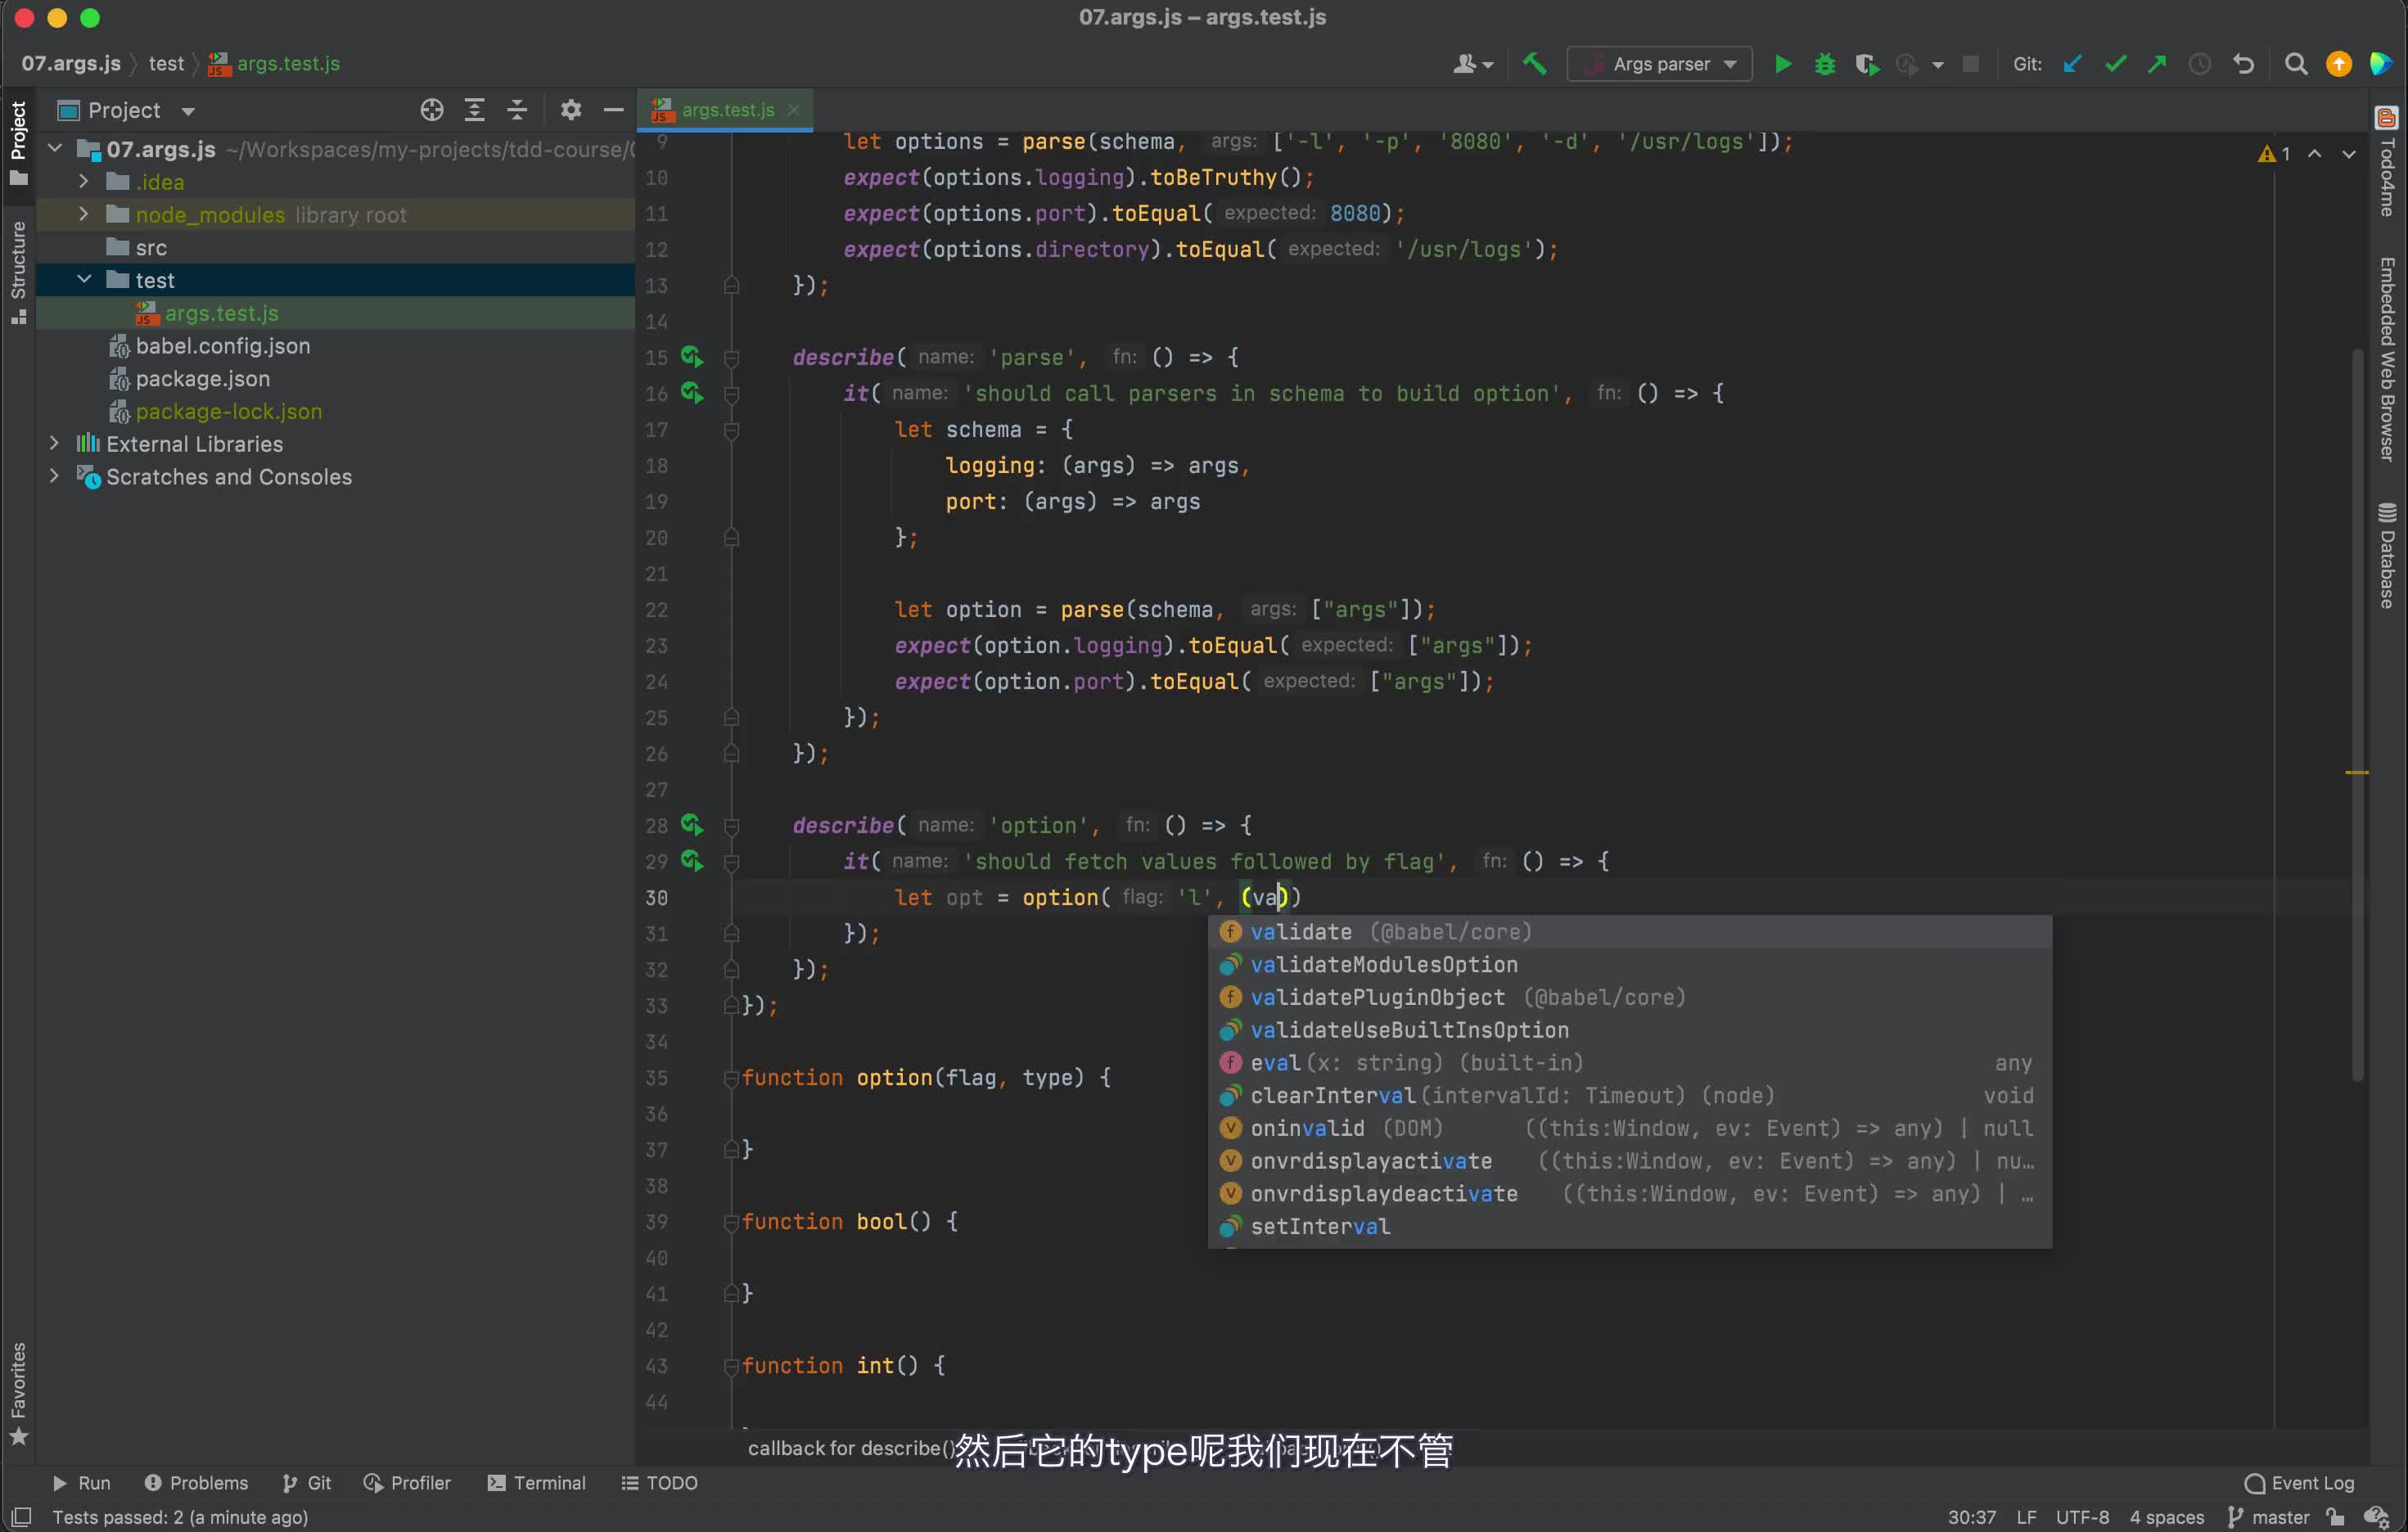 07.args.js – args.test.js
07.args.js test args.test.js
Args parser
Git:
Project
args.test.js
07.args.js ~/Workspaces/my-projects/tdd-course/
.idea
node_modules library root
src
test
args.test.js
babel.config.json
package.json
package-lock.json
External Libraries
Scratches and Consoles
Project
Structure
Favorites
9 let options = parse(schema, args: ['-l', '-p', '8080', '-d', '/usr/logs']);
10 expect(options.logging).toBeTruthy();
11 expect(options.port).toEqual( expected: 8080);
12 expect(options.directory).toEqual( expected: '/usr/logs');
13 });
14
15 describe( name: 'parse', fn: () => {
16 it( name: 'should call parsers in schema to build option', fn: () => {
17 let schema = {
18 logging: (args) => args,
19 port: (args) => args
20 };
21
22 let option = parse(schema, args: ["args"]);
23 expect(option.logging).toEqual( expected: ["args"]);
24 expect(option.port).toEqual( expected: ["args"]);
25 });
26 });
27
28 describe( name: 'option', fn: () => {
29 it( name: 'should fetch values followed by flag', fn: () => {
30 let opt = option( flag: 'l', (va))
31 });
32 });
33 });
34
35 function option(flag, type) {
36
37 }
38
39 function bool() {
40
41 }
42
43 function int() {
44
validate (@babel/core)
validateModulesOption
validatePluginObject (@babel/core)
validateUseBuiltInsOption
eval(x: string) (built-in) any
clearInterval(intervalId: Timeout) (node) void
oninvalid (DOM) ((this:Window, ev: Event) => any) | null
onvrdisplayactivate ((this:Window, ev: Event) => any) | nu…
onvrdisplaydeactivate ((this:Window, ev: Event) => any) | …
setInterval
1
Todo4me
Embedded Web Browser
Database
callback for describe()
然后它的type呢我们现在不管
Run Problems Git Profiler Terminal TODO Event Log
Tests passed: 2 (a minute ago) 30:37 LF UTF-8 4 spaces master